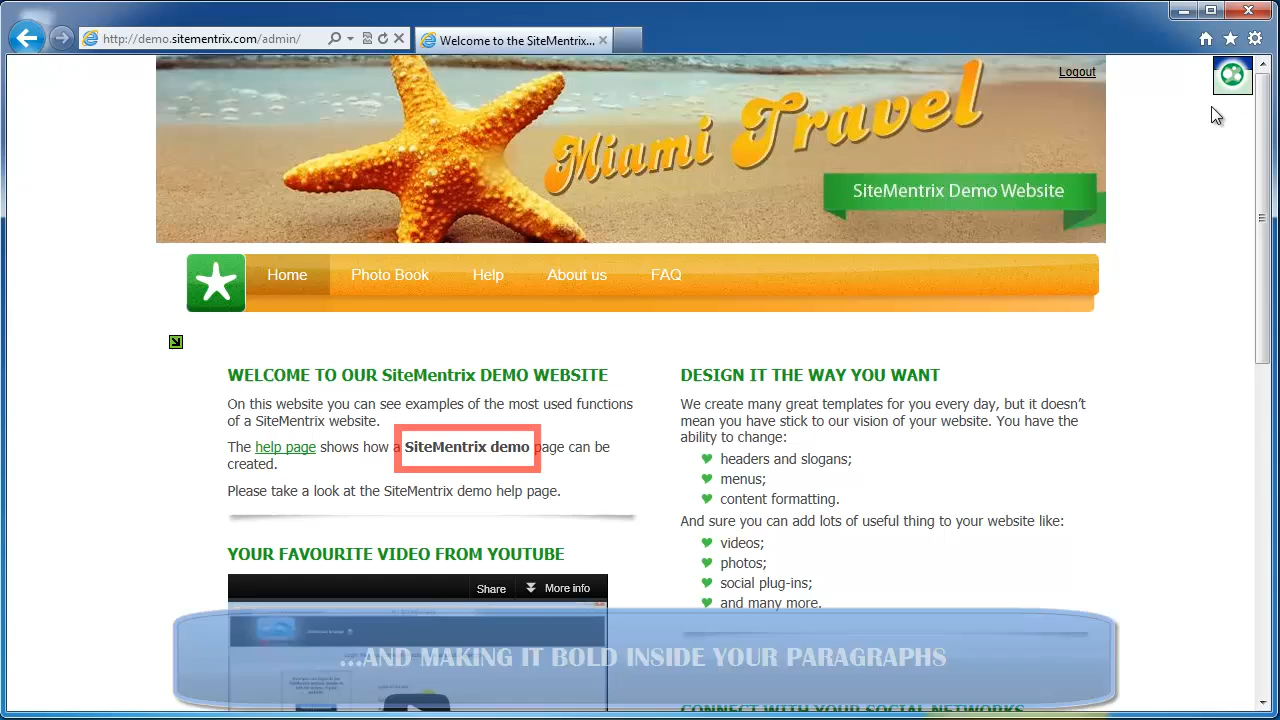 http://demo.sitementrix.com/admin/
Welcome to the SiteMentrix...
Logout
Miami Travel
SiteMentrix Demo Website
Home
Photo Book
Help
About us
FAQ
WELCOME TO OUR SiteMentrix DEMO WEBSITE
On this website you can see examples of the most used functions
of a SiteMentrix website.
The help page shows how a SiteMentrix demo page can be
created.
Please take a look at the SiteMentrix demo help page.
YOUR FAVOURITE VIDEO FROM YOUTUBE
Share
More info
DESIGN IT THE WAY YOU WANT
We create many great templates for you every day, but it doesn't
mean you have stick to our vision of your website. You have the
ability to change:
headers and slogans;
menus;
content formatting.
And sure you can add lots of useful thing to your website like:
videos;
photos;
social plug-ins;
and many more.
...AND MAKING IT BOLD INSIDE YOUR PARAGRAPHS
CONNECT WITH YOUR SOCIAL NETWORKS